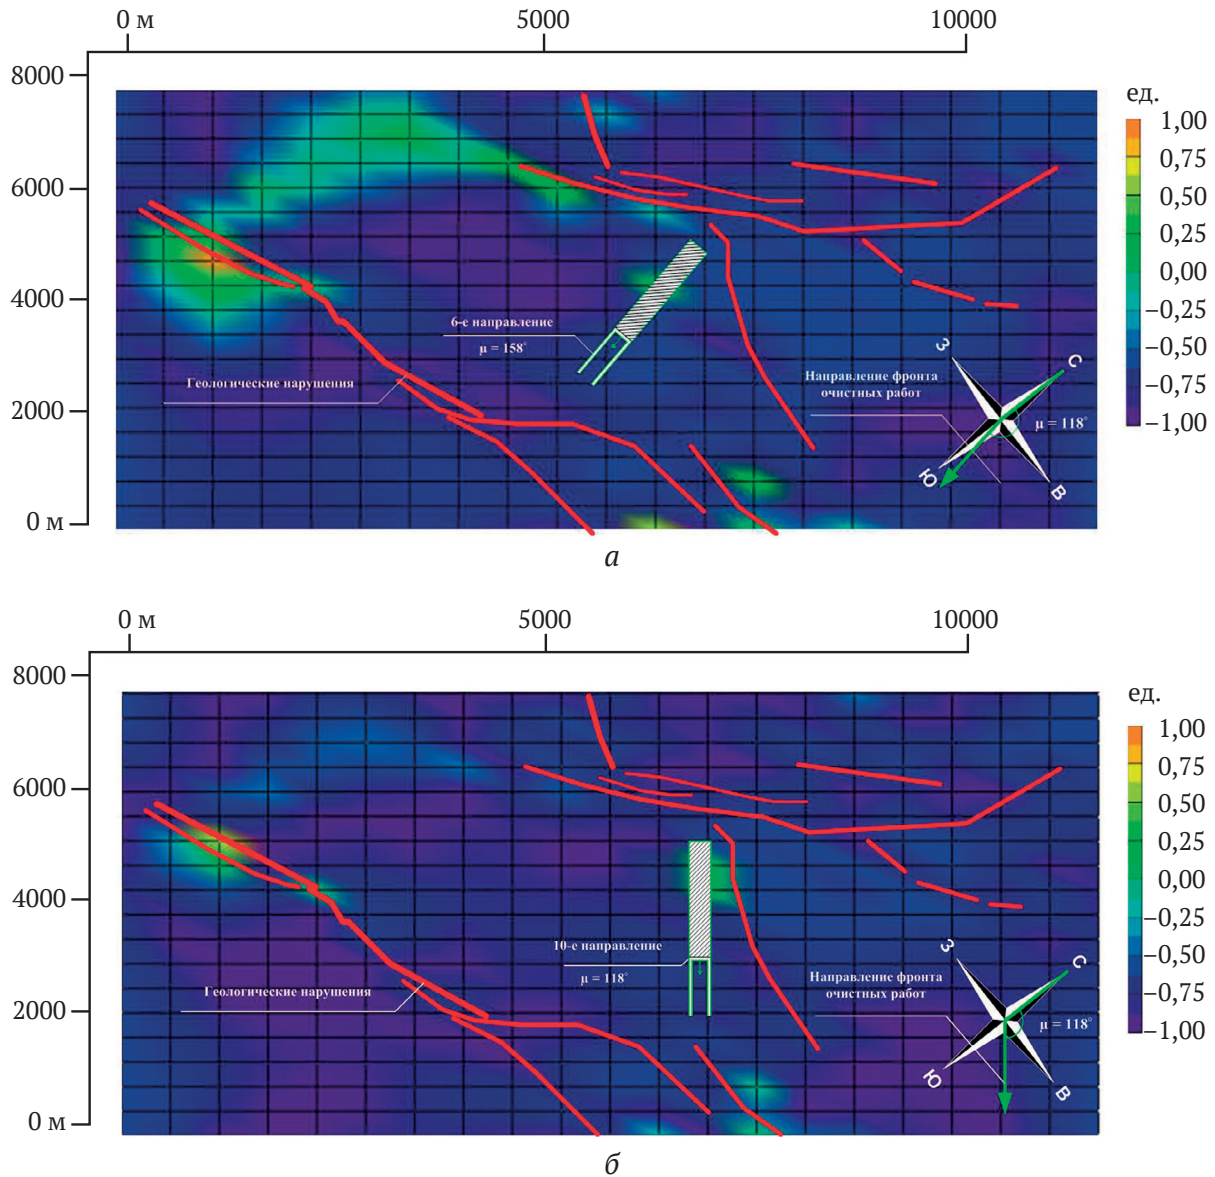 0 м 5000 10000
8000
6000
4000
2000
0 м
ед.
1,00
0,75
0,50
0,25
0,00
−0,25
−0,50
−0,75
−1,00
6-е направление
μ = 158°
Геологические нарушения
Направление фронта
очистных работ
μ = 118°
З
С
Ю
В
а
0 м 5000 10000
8000
6000
4000
2000
0 м
ед.
1,00
0,75
0,50
0,25
0,00
−0,25
−0,50
−0,75
−1,00
10-е направление
μ = 118°
Геологические нарушения
Направление фронта
очистных работ
μ = 118°
З
С
Ю
В
б